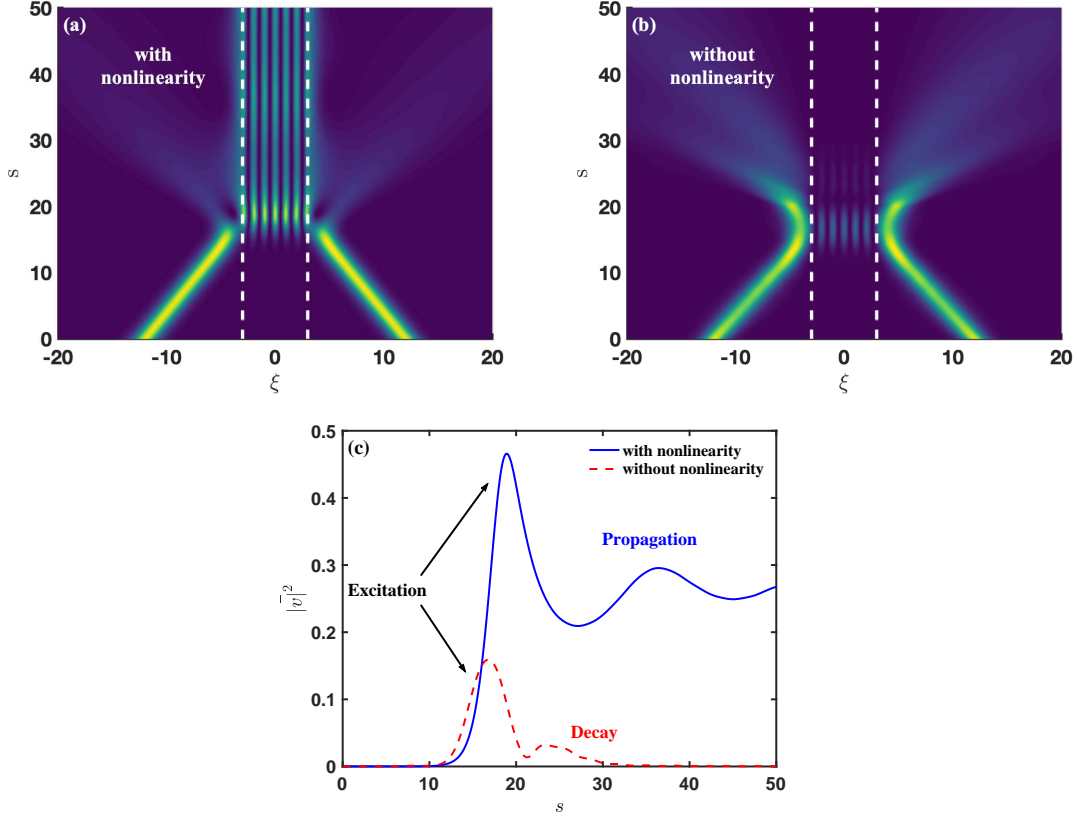 (a)
with
nonlinearity
50
40
30
20
10
0
s
-20
-10
0
10
20
ξ
(b)
without
nonlinearity
50
40
30
20
10
0
s
-20
-10
0
10
20
ξ
(c)
with nonlinearity
without nonlinearity
Propagation
Excitation
Decay
0.5
0.4
0.3
0.2
0.1
0
|v̄|²
0
10
20
30
40
50
s